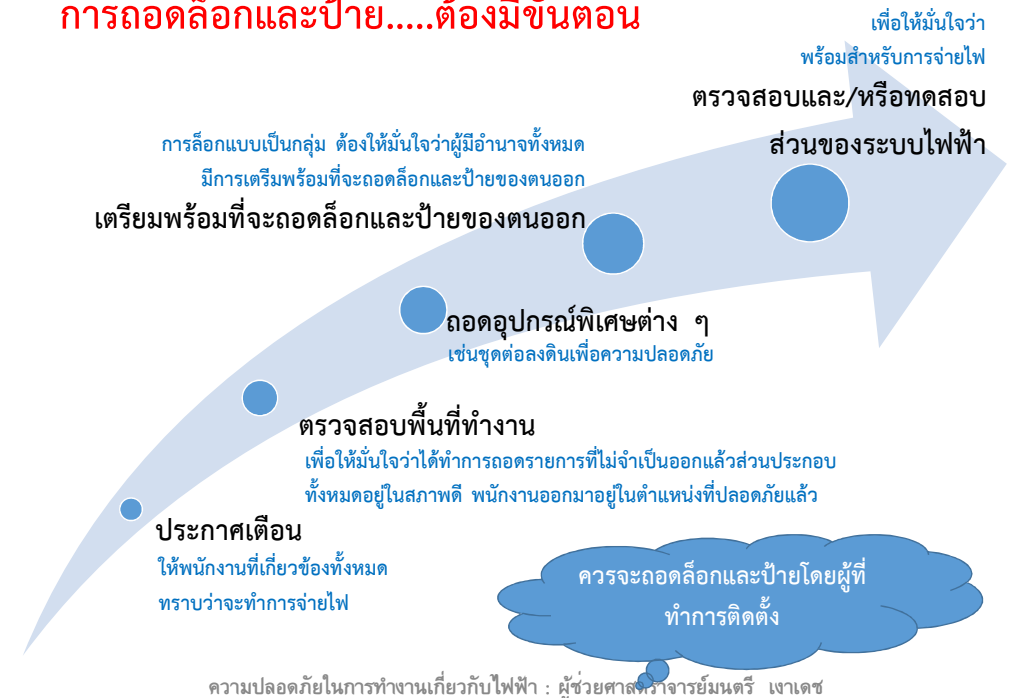 การถอดล็อกและป้าย.....ต้องมีขั้นตอน
เพื่อให้มั่นใจว่า
พร้อมสำหรับการจ่ายไฟ
ตรวจสอบและ/หรือทดสอบ
ส่วนของระบบไฟฟ้า
การล็อกแบบเป็นกลุ่ม ต้องให้มั่นใจว่าผู้มีอำนาจทั้งหมด
มีการเตรีมพร้อมที่จะถอดล็อกและป้ายของตนออก
เตรียมพร้อมที่จะถอดล็อกและป้ายของตนออก
ถอดอุปกรณ์พิเศษต่าง ๆ
เช่นชุดต่อลงดินเพื่อความปลอดภัย
ตรวจสอบพื้นที่ทำงาน
เพื่อให้มั่นใจว่าได้ทำการถอดรายการที่ไม่จำเป็นออกแล้วส่วนประกอบ
ทั้งหมดอยู่ในสภาพดี พนักงานออกมาอยู่ในตำแหน่งที่ปลอดภัยแล้ว
ประกาศเตือน
ให้พนักงานที่เกี่ยวข้องทั้งหมด
ทราบว่าจะทำการจ่ายไฟ
ควรจะถอดล็อกและป้ายโดยผู้ที่
ทำการติดตั้ง
ความปลอดภัยในการทำงานเกี่ยวกับไฟฟ้า : ผู้ช่วยศาสตราจารย์มนตรี เงาเดช